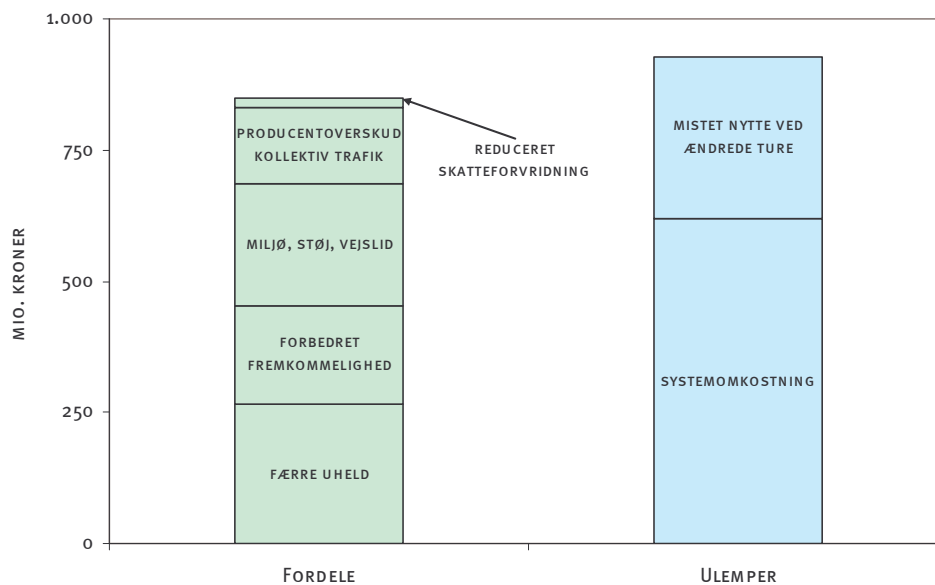 1.000
750
500
250
0
MIO. KRONER
PRODUCENTOVERSKUD
KOLLEKTIV TRAFIK
MILJØ, STØJ, VEJSLID
FORBEDRET
FREMKOMMELIGHED
FÆRRE UHELD
REDUCERET
SKATTEFORVRIDNING
MISTET NYTTE VED
ÆNDREDE TURE
SYSTEMOMKOSTNING
FORDELE
ULEMPER